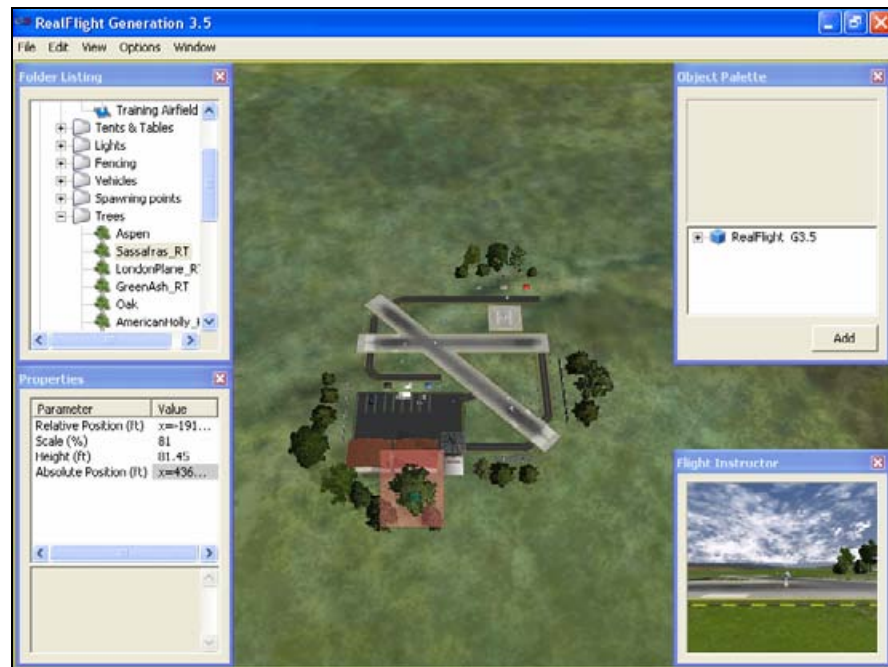 RealFlight Generation 3.5
File Edit View Options Window
Folder Listing
Training Airfield
Tents & Tables
Lights
Fencing
Vehicles
Spawning points
Trees
Aspen
Sassafras_RT
LondonPlane_R
GreenAsh_RT
Oak
AmericanHolly_
Properties
Parameter Value
Relative Position (ft) x=-191...
Scale (%) 81
Height (ft) 81.45
Absolute Position (ft) x=436...
Object Palette
RealFlight G3.5
Add
Flight Instructor
H